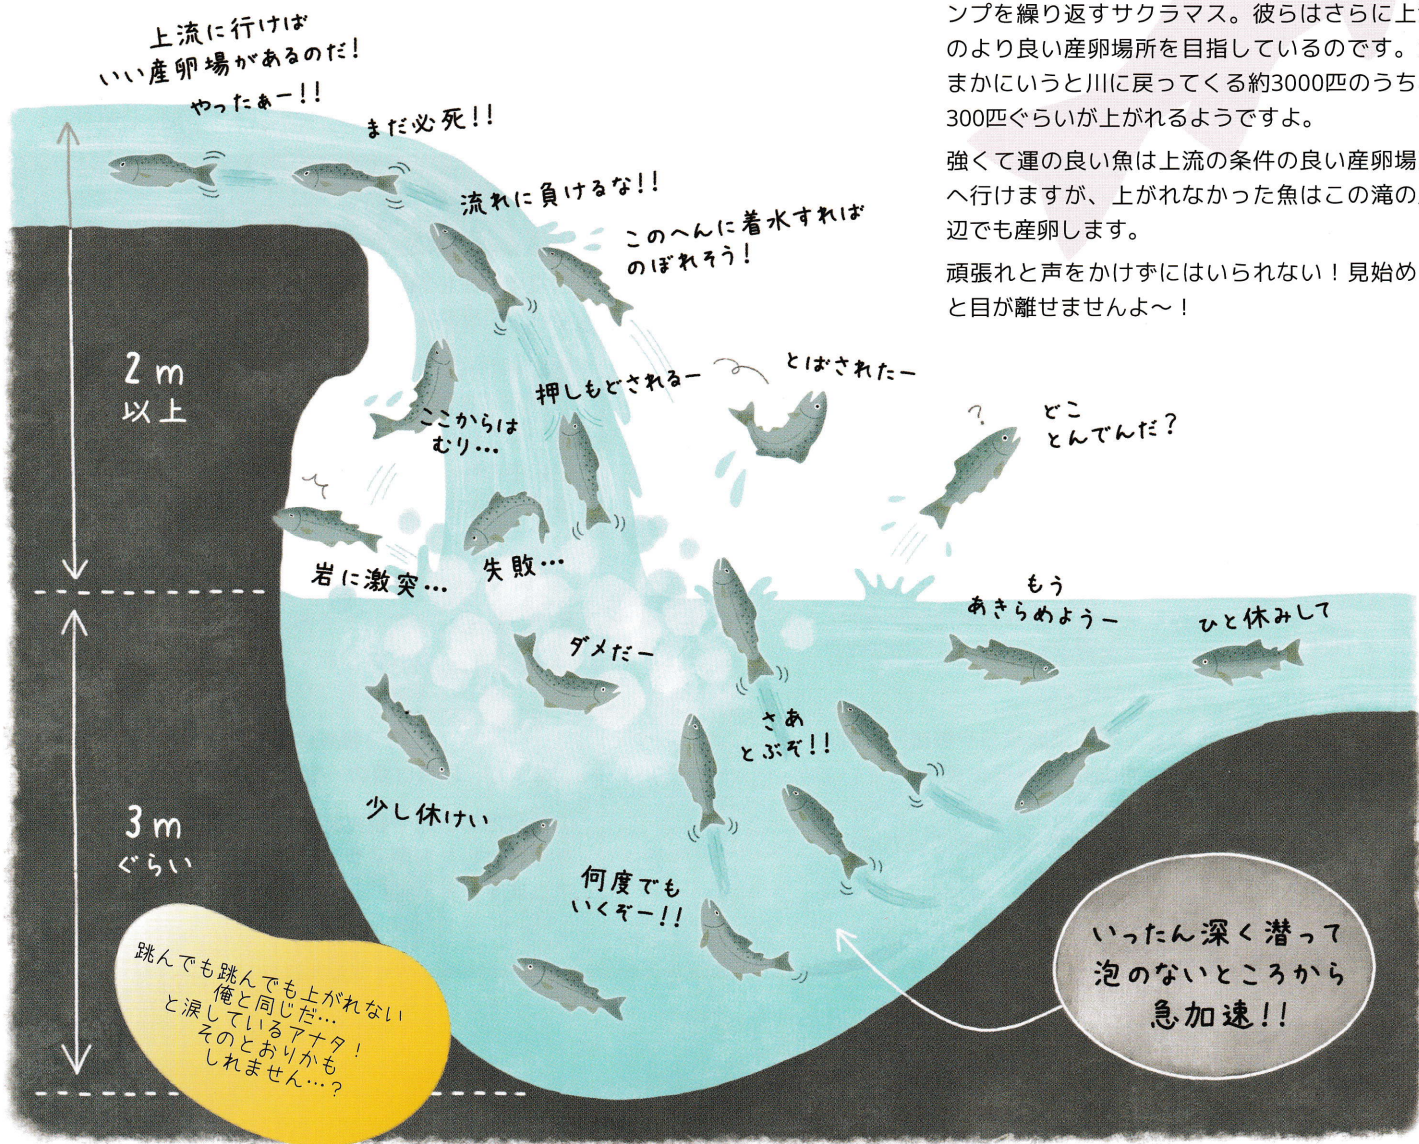 上流に行けば
いい産卵場があるのだ!
やったぁー!!
まだ必死!!
流れに負けるな!!
このへんに着水すれば
のぼれそう!
ンプを繰り返すサクラマス。彼らはさらに上
のより良い産卵場所を目指しているのです。
まかにいうと川に戻ってくる約3000匹のうち
300匹ぐらいが上がれるようですよ。
強くて運の良い魚は上流の条件の良い産卵場
へ行けますが、上がれなかった魚はこの滝の
辺でも産卵します。
頑張れと声をかけずにはいられない！見始め
と目が離せませんよ〜！
2m
以上
ここからは
むり…
押しもどされるー
とばされたー
?
どこ
とんでんだ?
岩に激突…
失敗…
ダメだー
もう
あきらめようー
ひと休みして
さあ
とぶぞ!!
3m
ぐらい
少し休けい
何度でも
いくぞー!!
いったん深く潜って
泡のないところから
急加速!!
跳んでも跳んでも上がれない
俺と同じだ…
と涙しているアナタ!
そのとおりかも
しれません…?